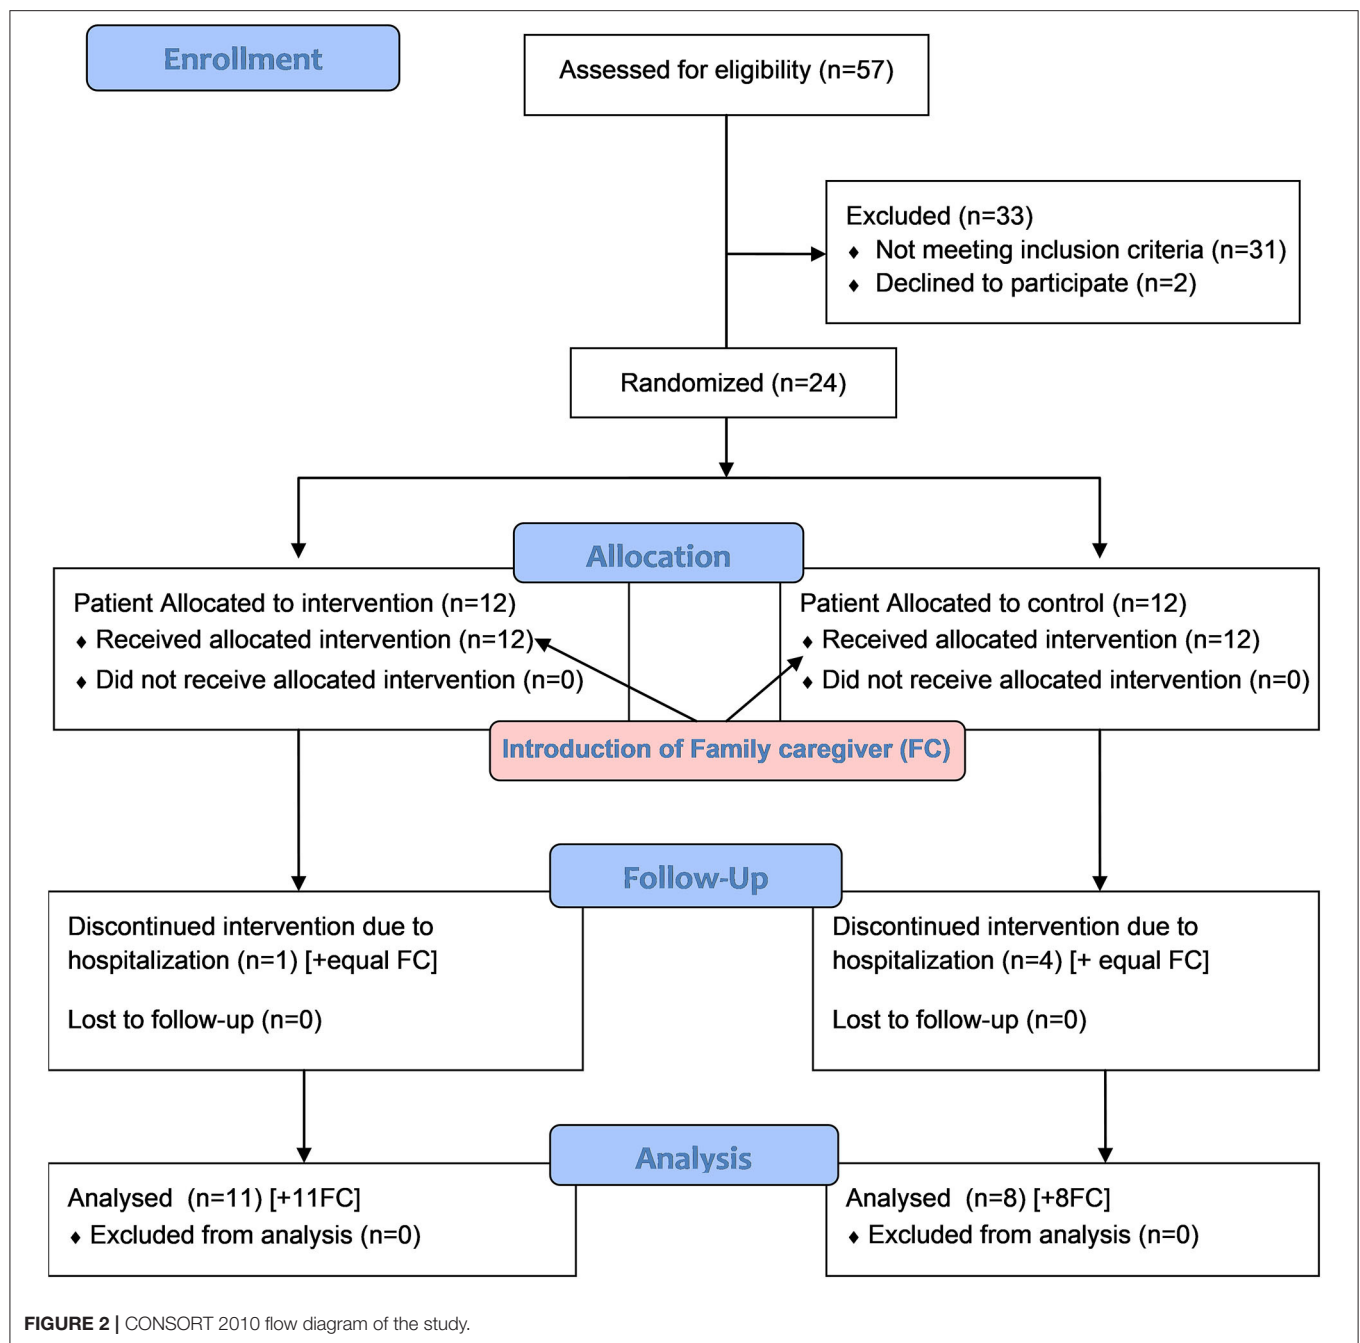 Enrollment
Assessed for eligibility (n=57)
Excluded (n=33)
♦ Not meeting inclusion criteria (n=31)
♦ Declined to participate (n=2)
Randomized (n=24)
Allocation
Patient Allocated to intervention (n=12)
♦ Received allocated intervention (n=12)
♦ Did not receive allocated intervention (n=0)
Patient Allocated to control (n=12)
♦ Received allocated intervention (n=12)
♦ Did not receive allocated intervention (n=0)
Introduction of Family caregiver (FC)
Follow-Up
Discontinued intervention due to
hospitalization (n=1) [+equal FC]
Lost to follow-up (n=0)
Discontinued intervention due to
hospitalization (n=4) [+ equal FC]
Lost to follow-up (n=0)
Analysis
Analysed (n=11) [+11FC]
♦ Excluded from analysis (n=0)
Analysed (n=8) [+8FC]
♦ Excluded from analysis (n=0)
FIGURE 2 | CONSORT 2010 flow diagram of the study.